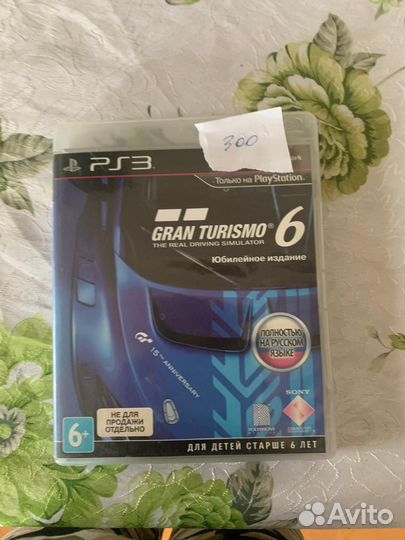 300
PS3
Только на PlayStation.
GRAN TURISMO® 6
THE REAL DRIVING SIMULATOR
Юбилейное издание
ПОЛНОСТЬЮ
НА РУССКОМ
ЯЗЫКЕ
15TH ANNIVERSARY
НЕ ДЛЯ
ПРОДАЖИ
ОТДЕЛЬНО
6+
SONY
ДЛЯ ДЕТЕЙ СТАРШЕ 6 ЛЕТ
Avito